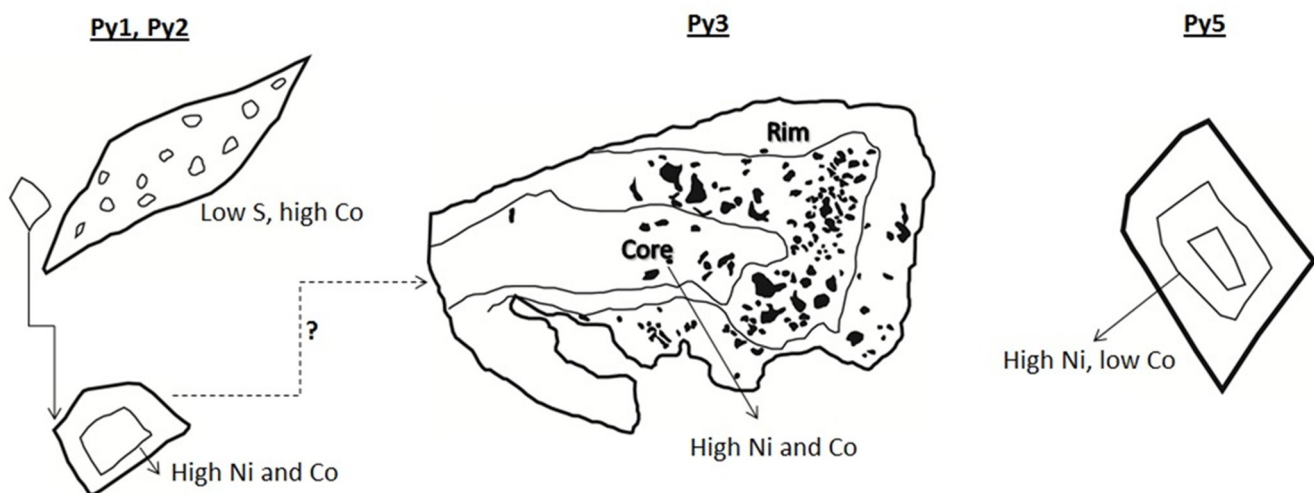 Py1, Py2
Py3
Py5
Rim
Low S, high Co
Core
?
High Ni, low Co
High Ni and Co
High Ni and Co